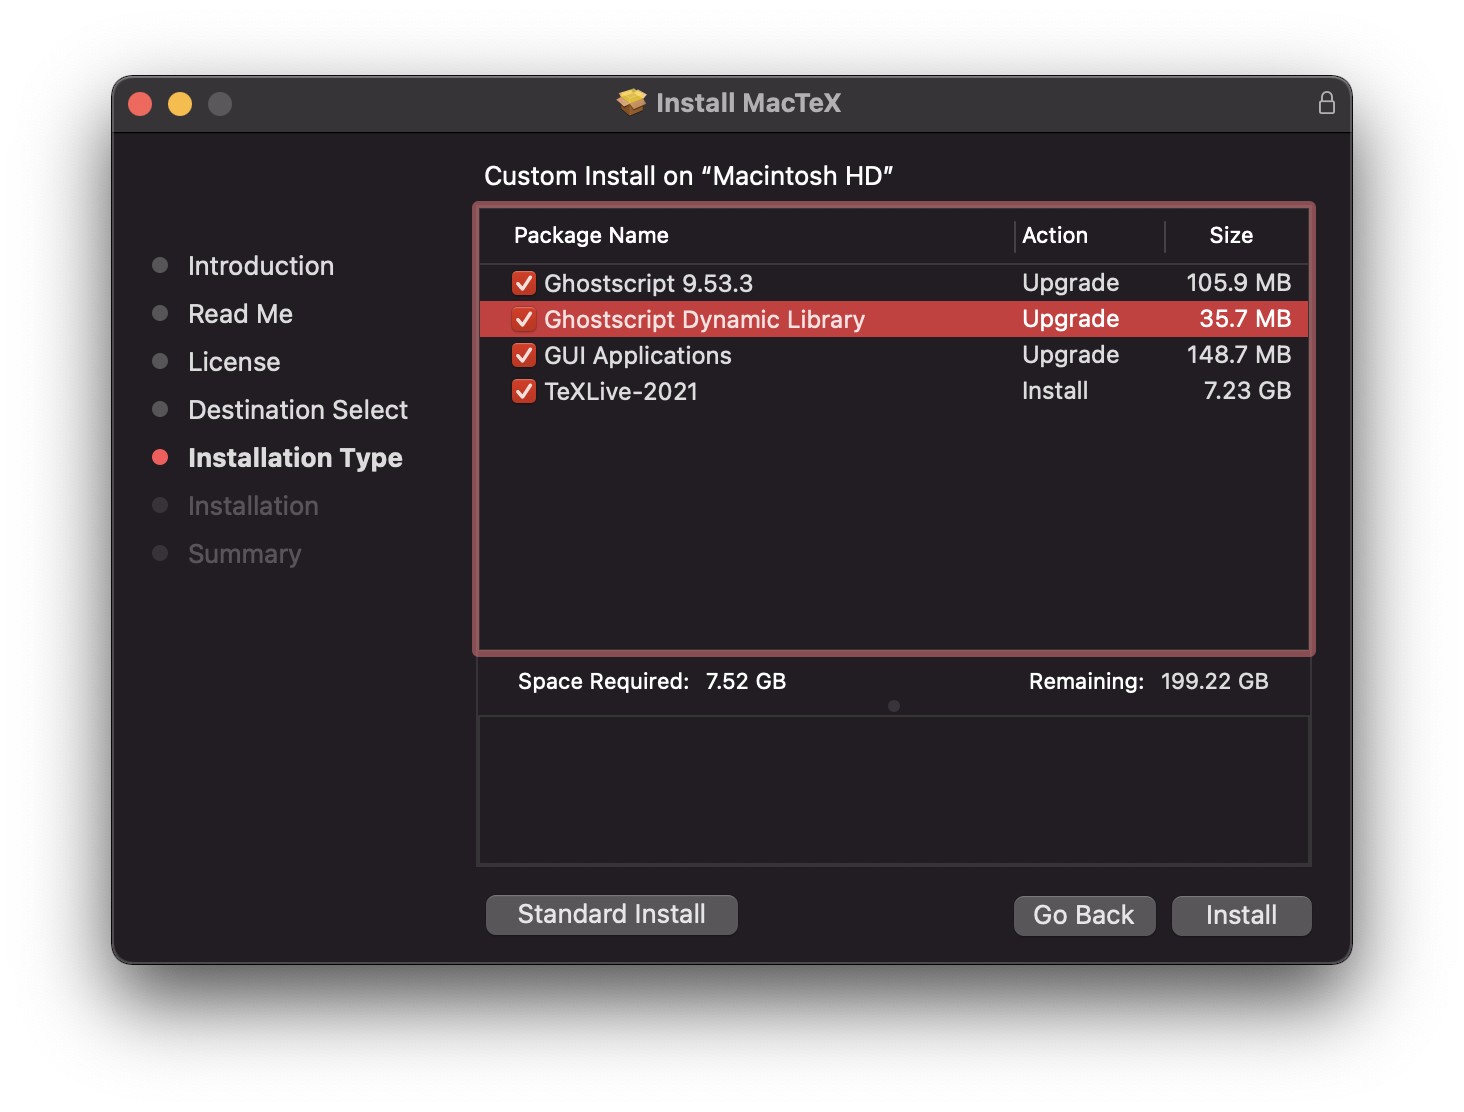 Install MacTeX
Custom Install on “Macintosh HD”
Introduction
Read Me
License
Destination Select
Installation Type
Installation
Summary
Package Name Action Size
Ghostscript 9.53.3 Upgrade 105.9 MB
Ghostscript Dynamic Library Upgrade 35.7 MB
GUI Applications Upgrade 148.7 MB
TeXLive-2021 Install 7.23 GB
Space Required: 7.52 GB Remaining: 199.22 GB
Standard Install Go Back Install